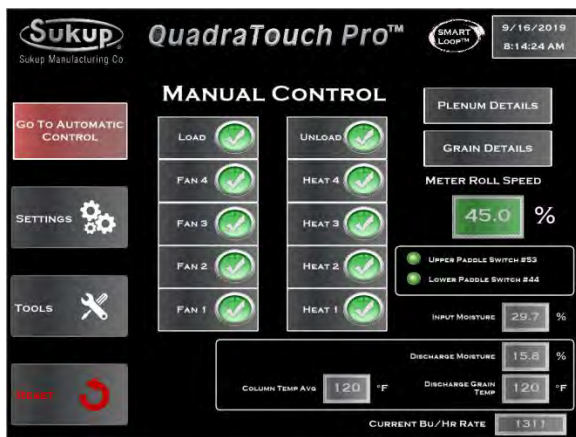 Sukup
Sukup Manufacturing Co
QuadraTouch Pro™
SMART
LOOP™
9/16/2019
8:14:24 AM
MANUAL CONTROL
GO TO AUTOMATIC
CONTROL
SETTINGS
TOOLS
RESET
LOAD
UNLOAD
FAN 4
HEAT 4
FAN 3
HEAT 3
FAN 2
HEAT 2
FAN 1
HEAT 1
PLENUM DETAILS
GRAIN DETAILS
METER ROLL SPEED
45.0 %
UPPER PADDLE SWITCH #53
LOWER PADDLE SWITCH #44
INPUT MOISTURE 29.7 %
DISCHARGE MOISTURE 15.8 %
COLUMN TEMP AVG 120 °F
DISCHARGE GRAIN
TEMP 120 °F
CURRENT BU/HR RATE 1311